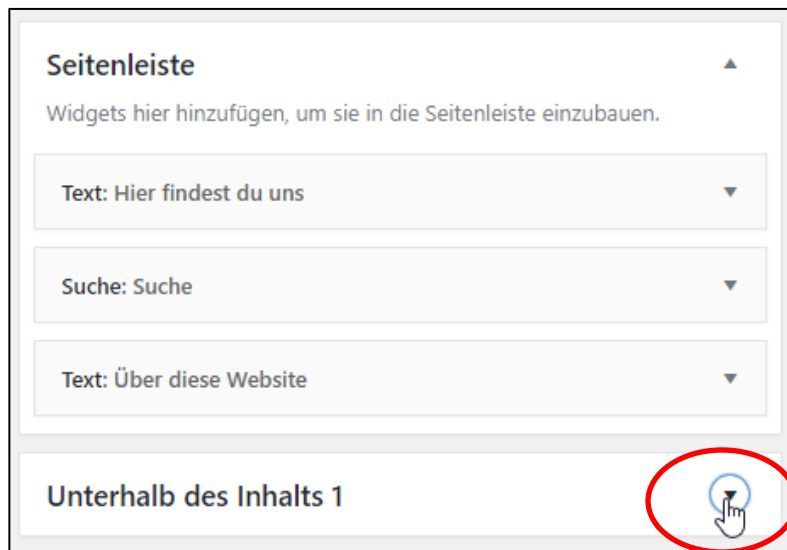 Seitenleiste
Widgets hier hinzufügen, um sie in die Seitenleiste einzubauen.
Text: Hier findest du uns
Suche: Suche
Text: Über diese Website
Unterhalb des Inhalts 1